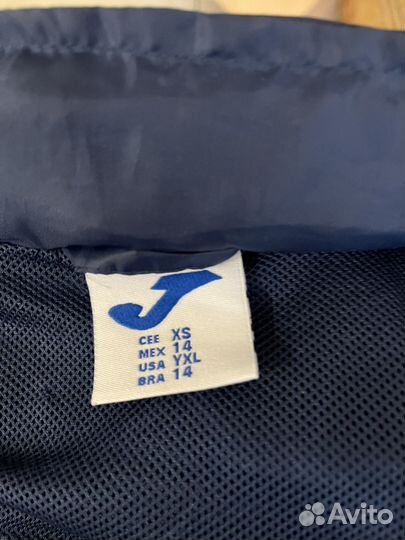 CEE XS
MEX 14
USA YXL
BRA 14
Avito